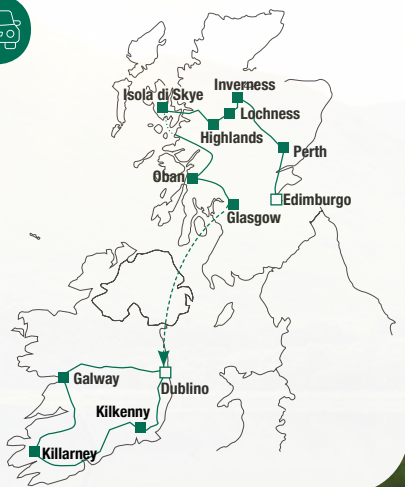 Inverness
Isola di Skye
Lochness
Highlands
Perth
Oban
Edimburgo
Glasgow
Galway
Dublino
Kilkenny
Killarney